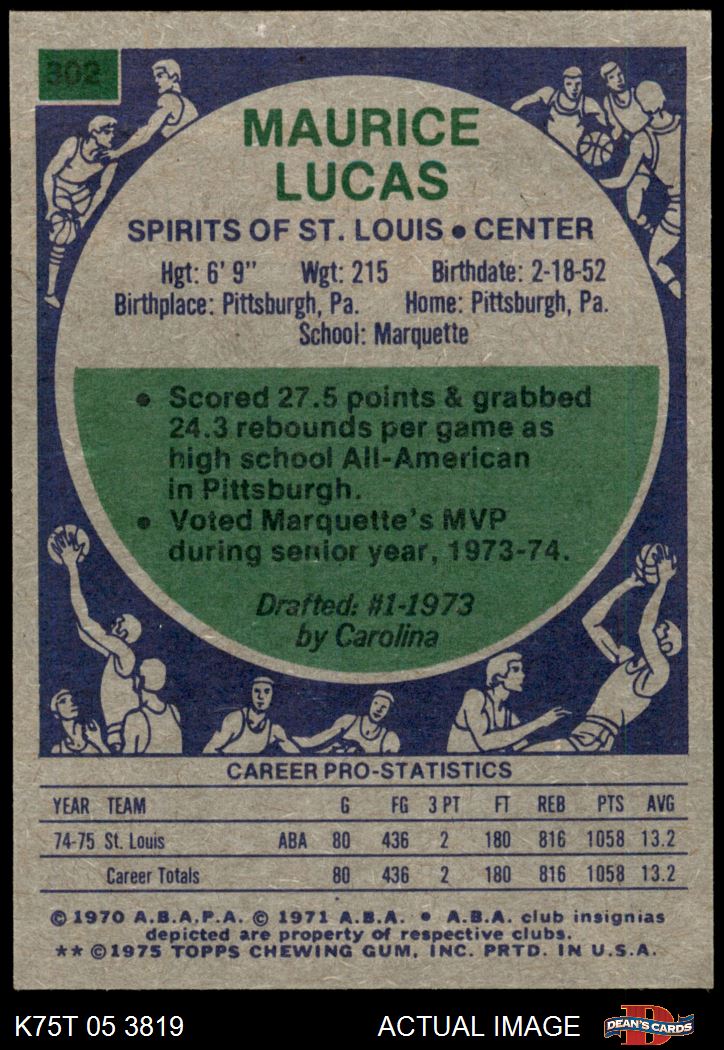 302
MAURICE
LUCAS
SPIRITS OF ST. LOUIS • CENTER
Hgt: 6' 9" Wgt: 215 Birthdate: 2-18-52
Birthplace: Pittsburgh, Pa. Home: Pittsburgh, Pa.
School: Marquette
• Scored 27.5 points & grabbed
24.3 rebounds per game as
high school All-American
in Pittsburgh.
• Voted Marquette's MVP
during senior year, 1973-74.
Drafted: #1-1973
by Carolina
CAREER PRO-STATISTICS
YEAR TEAM G FG 3 PT FT REB PTS AVG
74-75 St. Louis ABA 80 436 2 180 816 1058 13.2
Career Totals 80 436 2 180 816 1058 13.2
© 1970 A.B.A.P.A. © 1971 A.B.A. • A.B.A. club insignias
depicted are property of respective clubs.
** © 1975 TOPPS CHEWING GUM, INC. PRTD. IN U.S.A.
K75T 05 3819 ACTUAL IMAGE DEAN'S CARDS